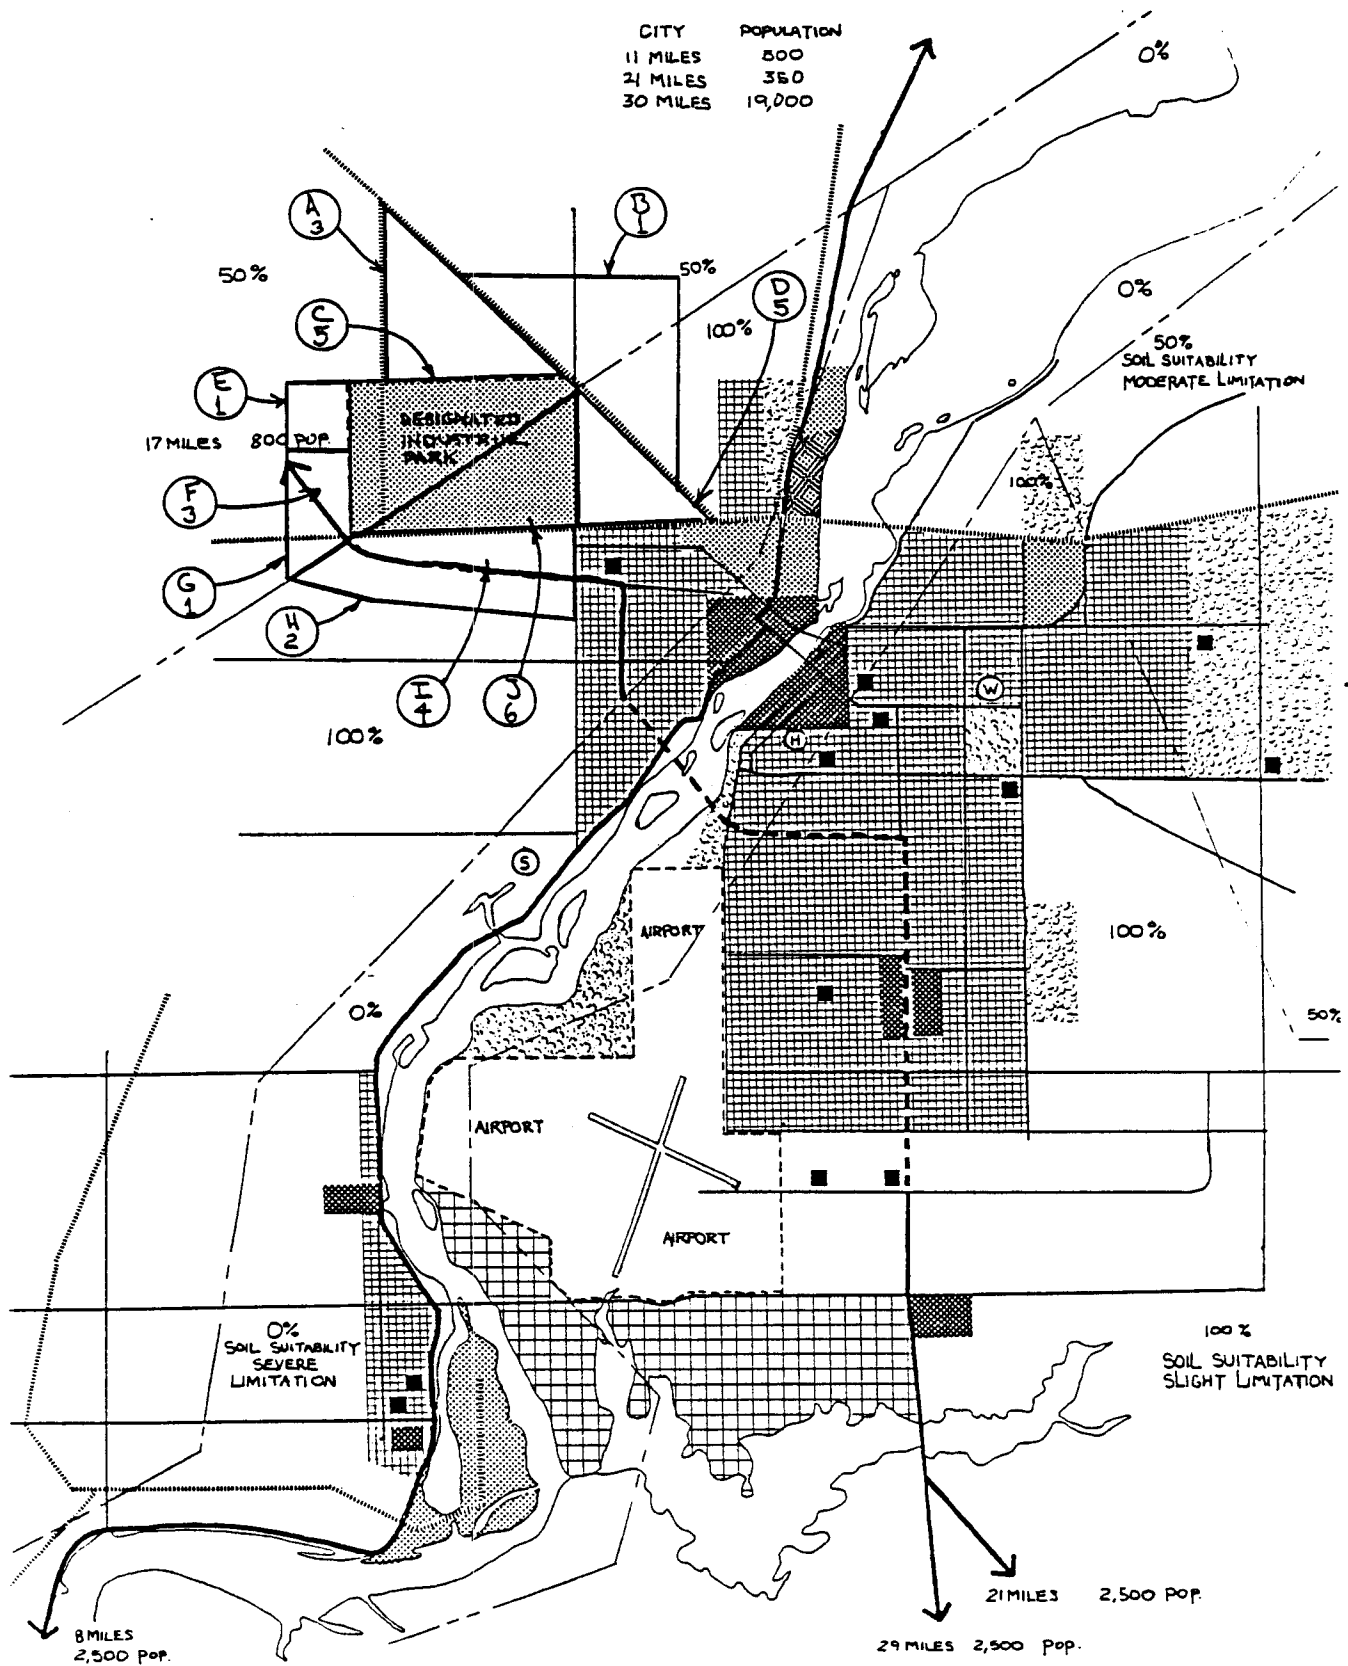 CITY POPULATION
11 MILES 500
21 MILES 350
30 MILES 19,000
0%
A
3
B
1
50%
50%
D
5
0%
C
5
100%
50%
SOIL SUITABILITY
MODERATE LIMITATION
E
1
DESIGNATED
INDUSTRIAL
PARK
17 MILES 800 POP.
F
3
100%
G
1
H
2
I
4
J
6
W
100%
H
S
AIRPORT
100%
0%
50%
AIRPORT
AIRPORT
0%
SOIL SUITABILITY
SEVERE
LIMITATION
100%
SOIL SUITABILITY
SLIGHT LIMITATION
21 MILES 2,500 POP.
8 MILES
2,500 POP.
29 MILES 2,500 POP.